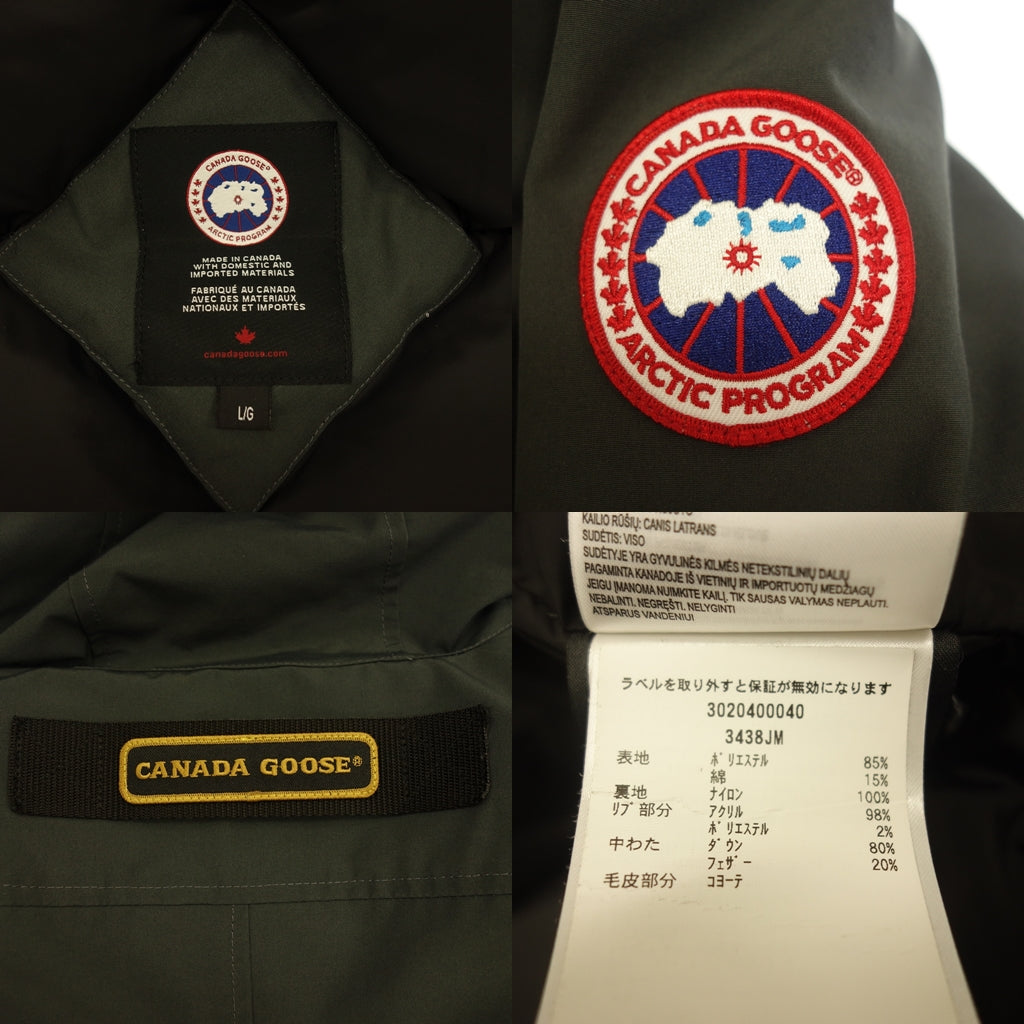 CANADA GOOSE®
ARCTIC PROGRAM
MADE IN CANADA
WITH DOMESTIC AND
IMPORTED MATERIALS
FABRIQUÉ AU CANADA
AVEC DES MATERIAUX
NATIONAUX ET IMPORTÉS
canadagoose.com
L/G
CANADA GOOSE®
ARCTIC PROGRAM
CANADA GOOSE®
KAILIO RŪŠIŲ: CANIS LATRANS
SUDĖTIS: VISO
SUDĖTYJE YRA GYVULINĖS KILMĖS NETEKSTILINIŲ DALIŲ
PAGAMINTA KANADOJE IŠ VIETINIŲ IR IMPORTUOTŲ MEDŽIAGŲ
JEIGU ĮMANOMA NUIMKITE KAILĮ. TIK SAUSAS VALYMAS NEPLAUTI.
NEBALINTI, NEGRĘŠTI, NELYGINTI
ATSPARUS VANDENIUI
ラベルを取り外すと保証が無効になります
3020400040
3438JM
表地 ポリエステル 85%
綿 15%
裏地 ナイロン 100%
リブ部分 アクリル 98%
ポリエステル 2%
中わた ダウン 80%
フェザー 20%
毛皮部分 コヨーテ